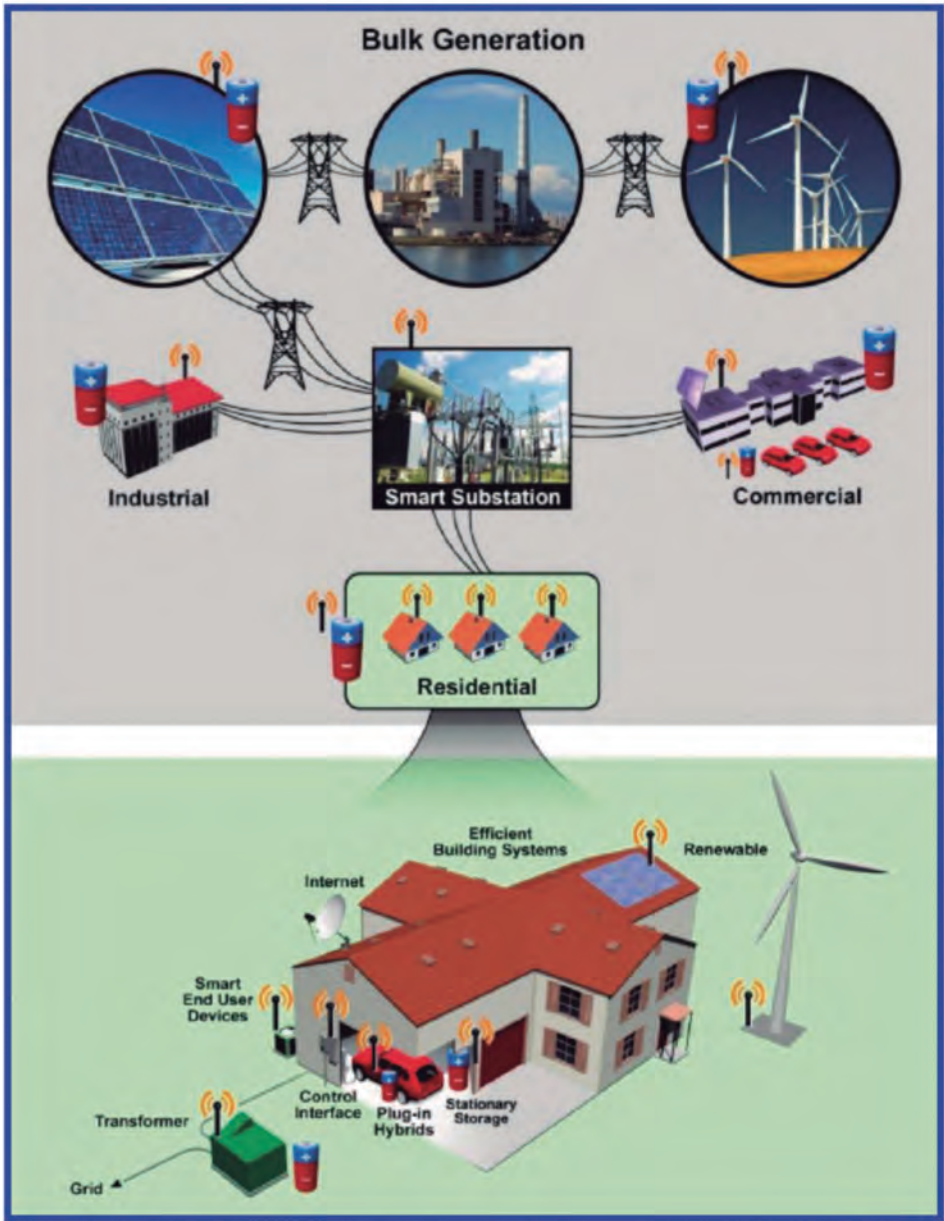 Bulk Generation
Industrial
Smart Substation
Commercial
Residential
Efficient
Building Systems
Renewable
Internet
Smart
End User
Devices
Control
Interface
Plug-in
Hybrids
Stationary
Storage
Transformer
Grid